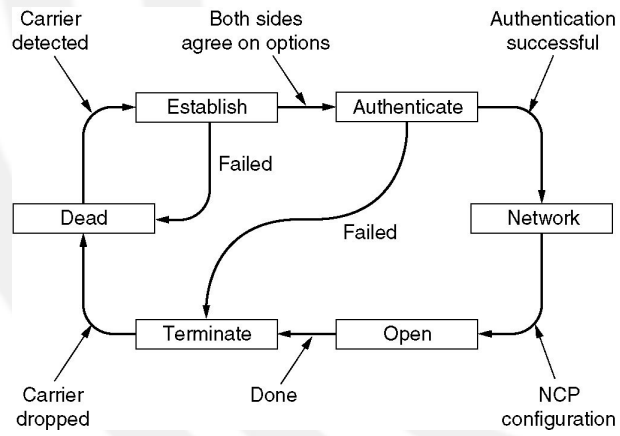 Carrier
detected
Both sides
agree on options
Authentication
successful
Establish
Authenticate
Failed
Dead
Failed
Network
Terminate
Open
Carrier
dropped
Done
NCP
configuration